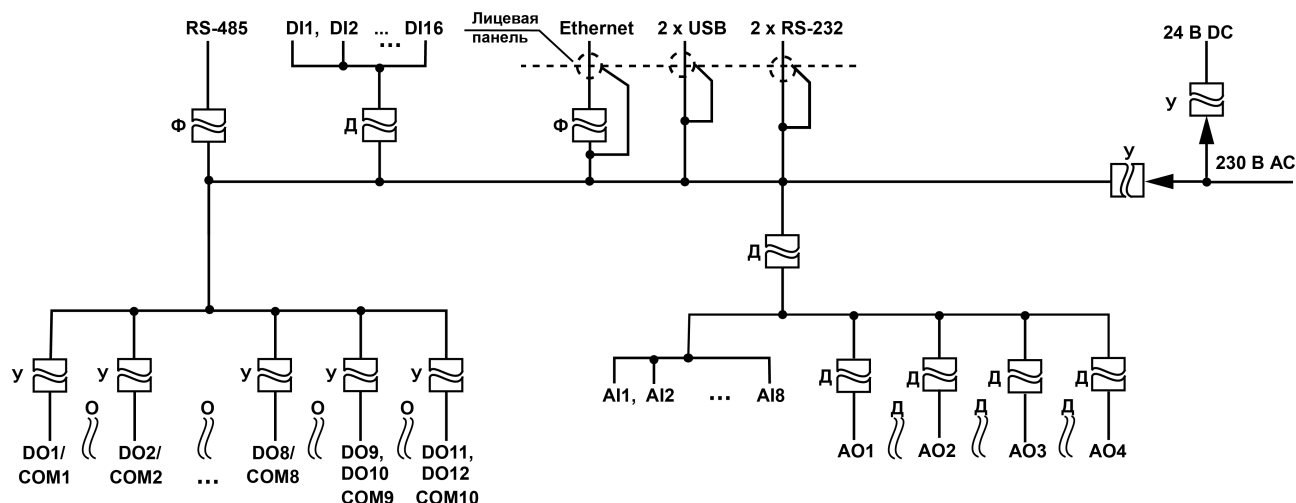 Лицевая
панель
RS-485
DI1, DI2 ... ... DI16
Ethernet
2 x USB
2 x RS-232
24 В DC
Ф
Д
Ф
У
У
230 В AC
Д
У
У
У
У
У
О
О
О
О
DO1/
COM1
DO2/
COM2
...
DO8/
COM8
DO9,
DO10
COM9
DO11,
DO12
COM10
AI1, AI2 ... AI8
Д
Д
Д
Д
Д
Д
Д
AO1
AO2
AO3
AO4